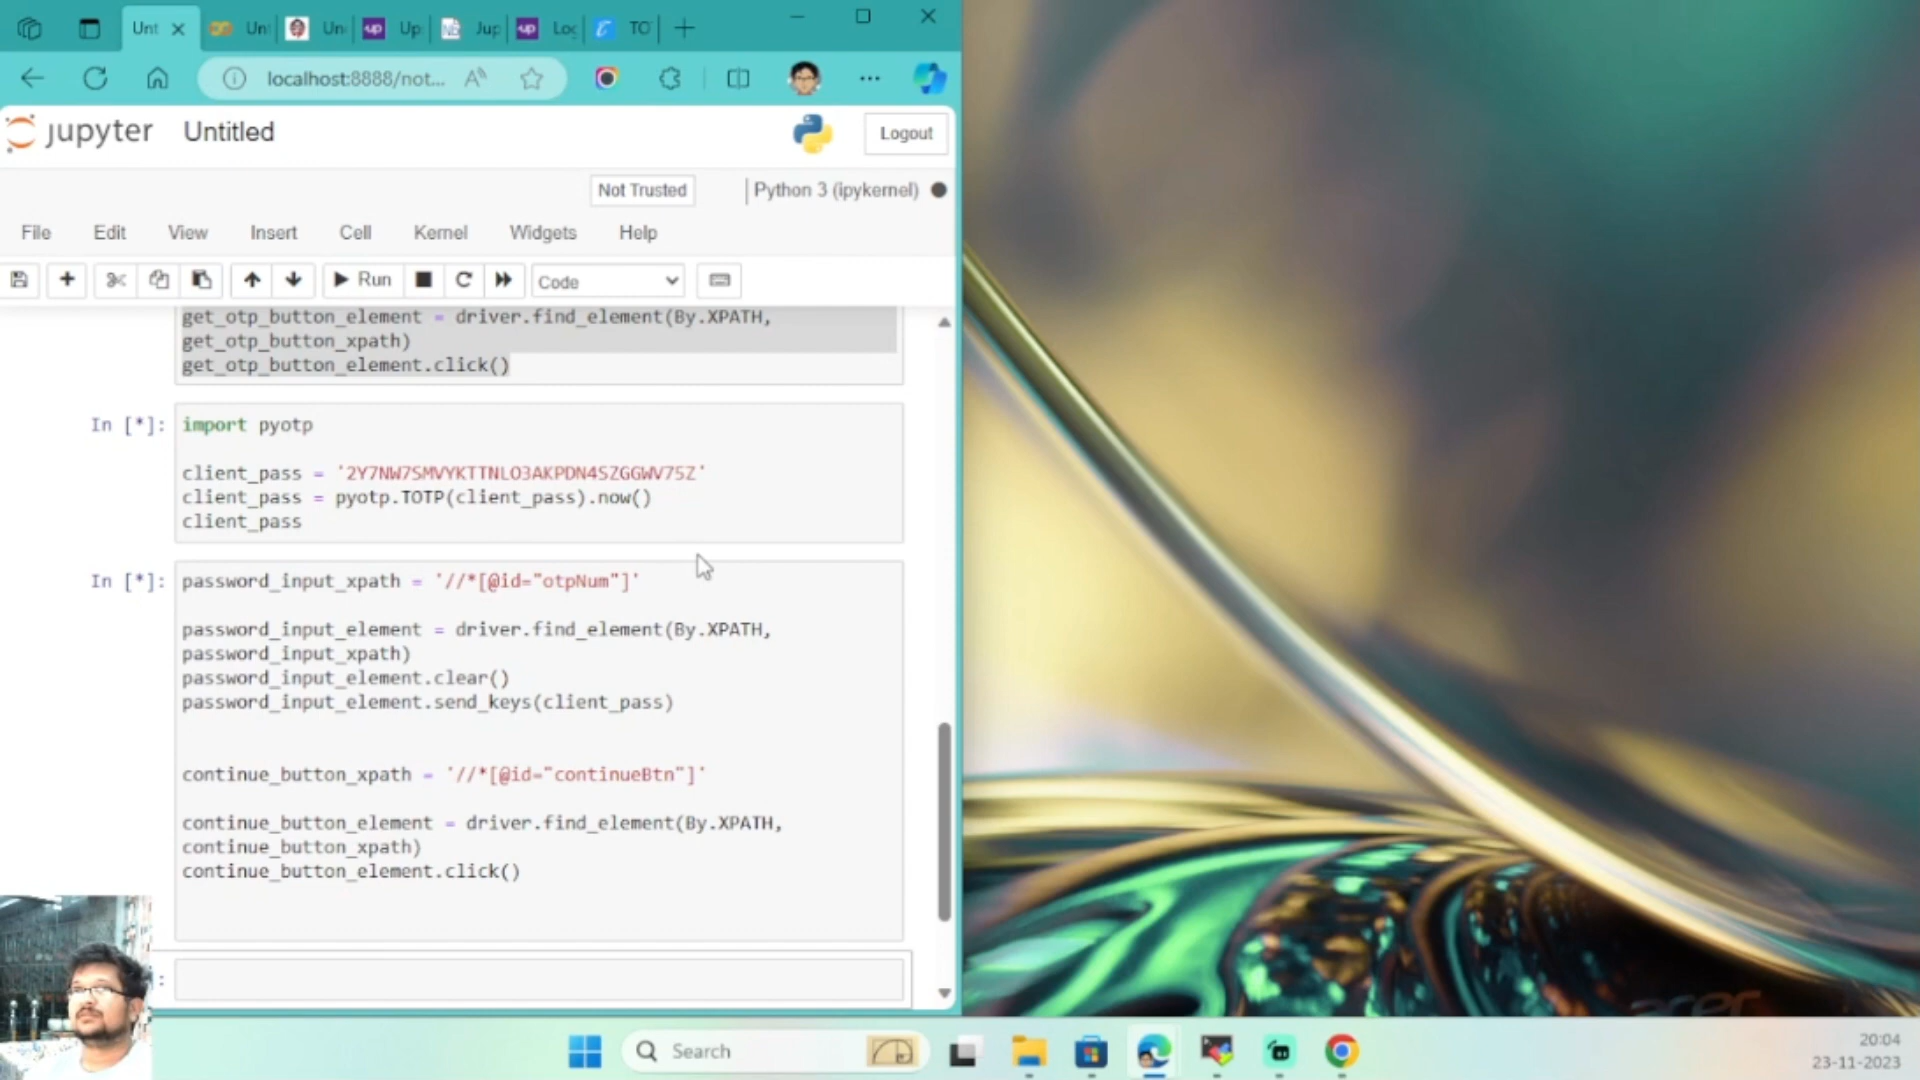 Unt
Un
Un
Up
Jup
Log
TO
localhost:8888/not...
jupyter
Untitled
Logout
Not Trusted
Python 3 (ipykernel)
File
Edit
View
Insert
Cell
Kernel
Widgets
Help
Run
Code
get_otp_button_element = driver.find_element(By.XPATH,
get_otp_button_xpath)
get_otp_button_element.click()
In [*]:
import pyotp
client_pass = '2Y7NW7SMVYKTTNLO3AKPDN4SZGGWV75Z'
client_pass = pyotp.TOTP(client_pass).now()
client_pass
In [*]:
password_input_xpath = '//*[@id="otpNum"]'
password_input_element = driver.find_element(By.XPATH,
password_input_xpath)
password_input_element.clear()
password_input_element.send_keys(client_pass)
continue_button_xpath = '//*[@id="continueBtn"]'
continue_button_element = driver.find_element(By.XPATH,
continue_button_xpath)
continue_button_element.click()
:
acer
Search
20:04
23-11-2023